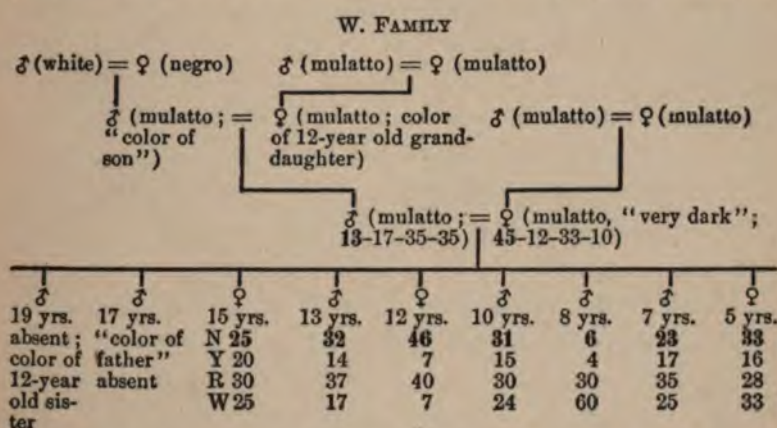 W. FAMILY
♂ (white) = ♀ (negro) ♂ (mulatto) = ♀ (mulatto)
♂ (mulatto ; = ♀ (mulatto ; color ♂ (mulatto) = ♀ (mulatto)
"color of of 12-year old grand-
son") daughter)
♂ (mulatto ; = ♀ (mulatto, "very dark" ;
13-17-35-35) 45-12-33-10)
♂ ♂ ♀ ♂ ♀ ♂ ♂ ♂ ♀
19 yrs. 17 yrs. 15 yrs. 13 yrs. 12 yrs. 10 yrs. 8 yrs. 7 yrs. 5 yrs.
absent ; "color of N 25 32 46 31 6 23 33
color of father" Y 20 14 7 15 4 17 16
12-year absent R 30 37 40 30 30 35 28
old sis- W 25 17 7 24 60 25 33
ter